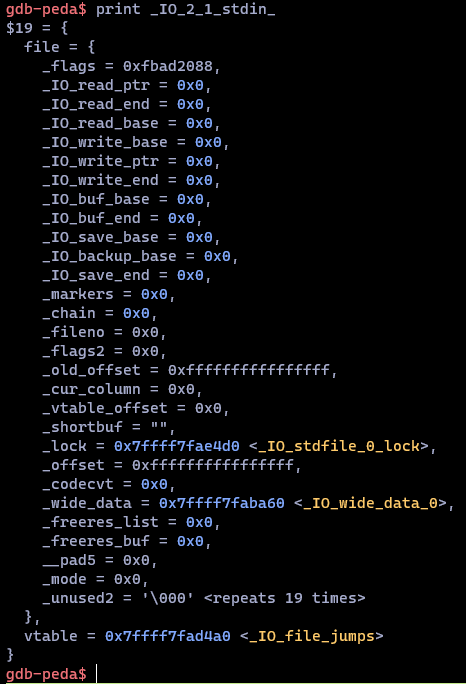 gdb-peda$ print _IO_2_1_stdin_
$19 = {
  file = {
    _flags = 0xfbad2088,
    _IO_read_ptr = 0x0,
    _IO_read_end = 0x0,
    _IO_read_base = 0x0,
    _IO_write_base = 0x0,
    _IO_write_ptr = 0x0,
    _IO_write_end = 0x0,
    _IO_buf_base = 0x0,
    _IO_buf_end = 0x0,
    _IO_save_base = 0x0,
    _IO_backup_base = 0x0,
    _IO_save_end = 0x0,
    _markers = 0x0,
    _chain = 0x0,
    _fileno = 0x0,
    _flags2 = 0x0,
    _old_offset = 0xffffffffffffffff,
    _cur_column = 0x0,
    _vtable_offset = 0x0,
    _shortbuf = "",
    _lock = 0x7ffff7fae4d0 <_IO_stdfile_0_lock>,
    _offset = 0xffffffffffffffff,
    _codecvt = 0x0,
    _wide_data = 0x7ffff7faba60 <_IO_wide_data_0>,
    _freeres_list = 0x0,
    _freeres_buf = 0x0,
    __pad5 = 0x0,
    _mode = 0x0,
    _unused2 = '\000' <repeats 19 times>
  },
  vtable = 0x7ffff7fad4a0 <_IO_file_jumps>
}
gdb-peda$